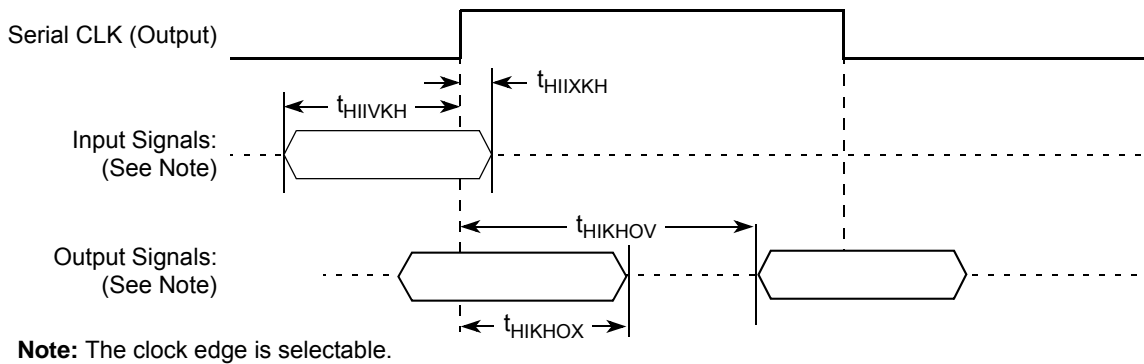 Serial CLK (Output)
tHIIXKH
tHIIVKH
Input Signals:
(See Note)
tHIKHOV
Output Signals:
(See Note)
tHIKHOX
Note: The clock edge is selectable.